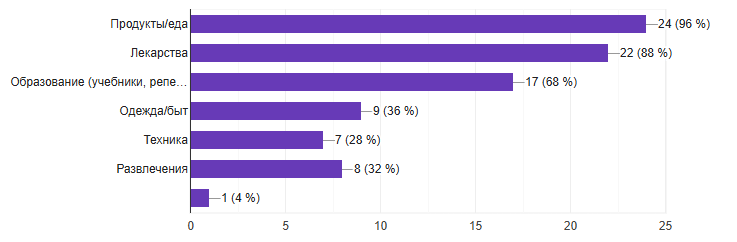 Продукты/еда 24 (96 %)
Лекарства 22 (88 %)
Образование (учебники, репе... 17 (68 %)
Одежда/быт 9 (36 %)
Техника 7 (28 %)
Развлечения 8 (32 %)
1 (4 %)
0 5 10 15 20 25